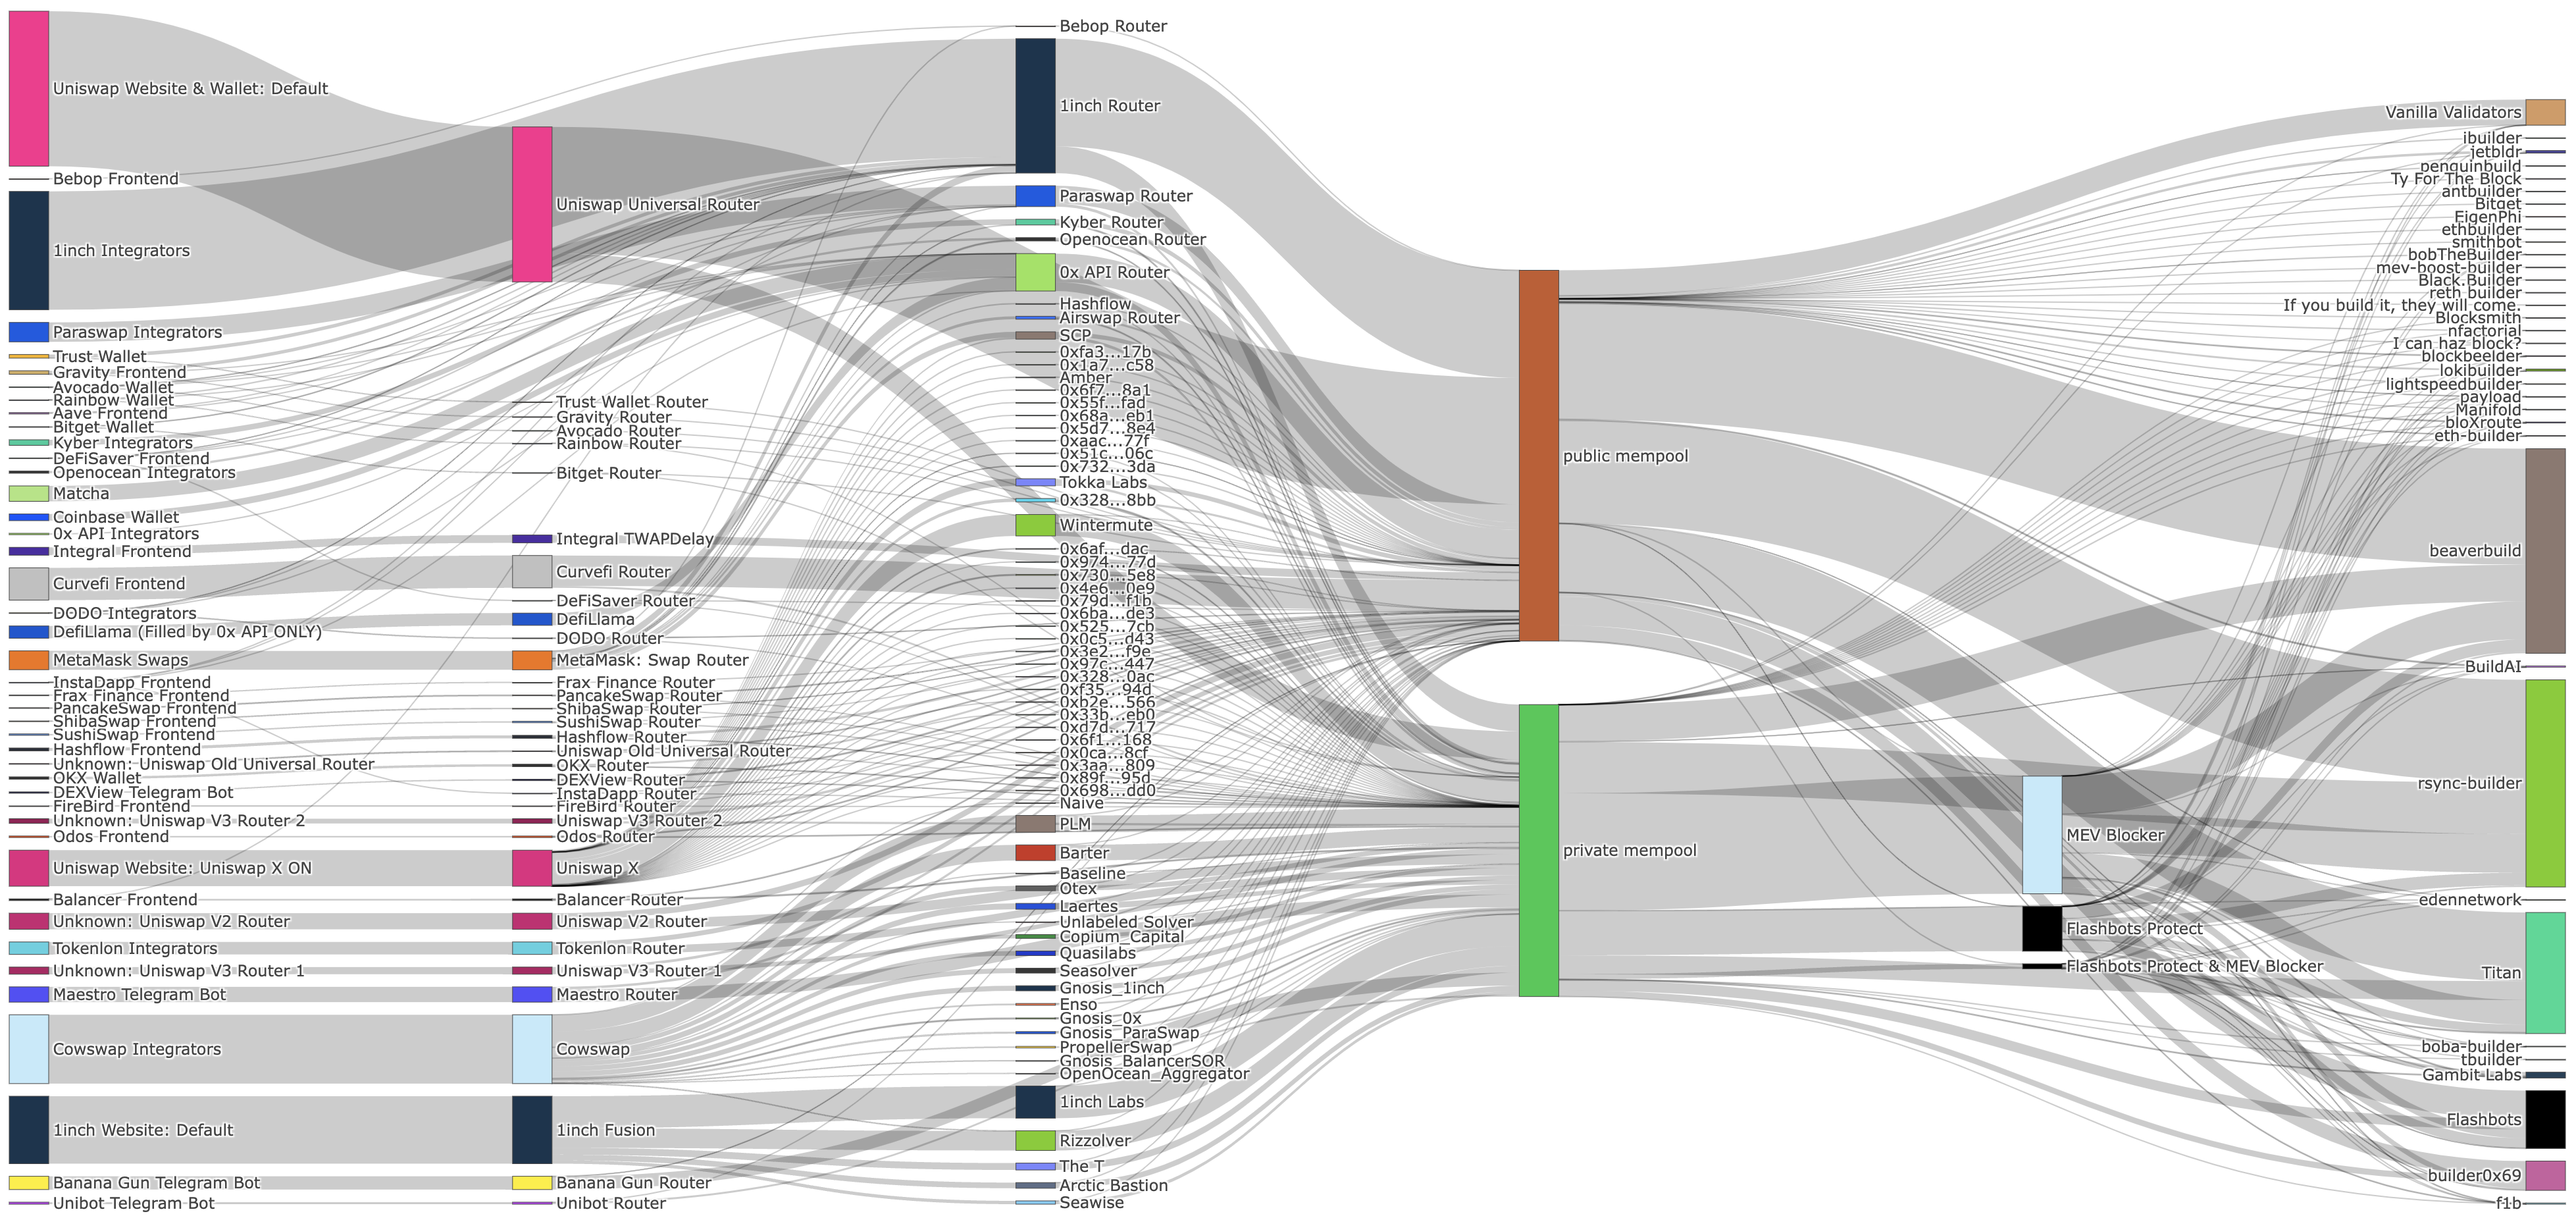 Uniswap Website & Wallet: Default
Bebop Frontend
1inch Integrators
Paraswap Integrators
Trust Wallet
Gravity Frontend
Avocado Wallet
Rainbow Wallet
Aave Frontend
Bitget Wallet
Kyber Integrators
DeFiSaver Frontend
Openocean Integrators
Matcha
Coinbase Wallet
0x API Integrators
Integral Frontend
Curvefi Frontend
DODO Integrators
DefiLlama (Filled by 0x API ONLY)
MetaMask Swaps
InstaDapp Frontend
Frax Finance Frontend
PancakeSwap Frontend
ShibaSwap Frontend
SushiSwap Frontend
Hashflow Frontend
Unknown: Uniswap Old Universal Router
OKX Wallet
DEXView Telegram Bot
FireBird Frontend
Unknown: Uniswap V3 Router 2
Odos Frontend
Uniswap Website: Uniswap X ON
Balancer Frontend
Unknown: Uniswap V2 Router
Tokenlon Integrators
Unknown: Uniswap V3 Router 1
Maestro Telegram Bot
Cowswap Integrators
1inch Website: Default
Banana Gun Telegram Bot
Unibot Telegram Bot
Uniswap Universal Router
Trust Wallet Router
Gravity Router
Avocado Router
Rainbow Router
Bitget Router
Integral TWAPDelay
Curvefi Router
DeFiSaver Router
DefiLlama
DODO Router
MetaMask: Swap Router
Frax Finance Router
PancakeSwap Router
ShibaSwap Router
SushiSwap Router
Hashflow Router
Uniswap Old Universal Router
OKX Router
DEXView Router
InstaDapp Router
FireBird Router
Uniswap V3 Router 2
Odos Router
Uniswap X
Balancer Router
Uniswap V2 Router
Tokenlon Router
Uniswap V3 Router 1
Maestro Router
Cowswap
1inch Fusion
Banana Gun Router
Unibot Router
Bebop Router
1inch Router
Paraswap Router
Kyber Router
Openocean Router
0x API Router
Hashflow
Airswap Router
SCP
0xfa3...17b
0x1a7...c58
Amber
0x6f7...8a1
0x55f...fad
0x68a...eb1
0x5d7...8e4
0xaac...77f
0x51c...06c
0x732...3da
Tokka Labs
0x328...8bb
Wintermute
0x6af...dac
0x974...77d
0x730...5e8
0x4e6...0e9
0x79d...f1b
0x6ba...de3
0x525...7cb
0x0c5...d43
0x3e2...f9e
0x97c...447
0x328...0ac
0xf35...94d
0xb2e...566
0x33b...eb0
0xd7d...717
0x6f1...168
0x0ca...8cf
0x3aa...809
0x89f...95d
0x698...dd0
Naive
PLM
Barter
Baseline
Otex
Laertes
Unlabeled Solver
Copium_Capital
Quasilabs
Seasolver
Gnosis_1inch
Enso
Gnosis_0x
Gnosis_ParaSwap
PropellerSwap
Gnosis_BalancerSOR
OpenOcean_Aggregator
1inch Labs
Rizzolver
The T
Arctic Bastion
Seawise
public mempool
private mempool
MEV Blocker
Flashbots Protect
Flashbots Protect & MEV Blocker
Vanilla Validators
ibuilder
jetbldr
penguinbuild
Ty For The Block
antbuilder
Bitget
EigenPhi
ethbuilder
smithbot
bobTheBuilder
mev-boost-builder
Black.Builder
reth builder
If you build it, they will come.
Blocksmith
nfactorial
I can haz block?
blockbeelder
lokibuilder
lightspeedbuilder
payload
Manifold
bloXroute
eth-builder
beaverbuild
BuildAI
rsync-builder
edennetwork
Titan
boba-builder
tbuilder
Gambit Labs
Flashbots
builder0x69
f1b